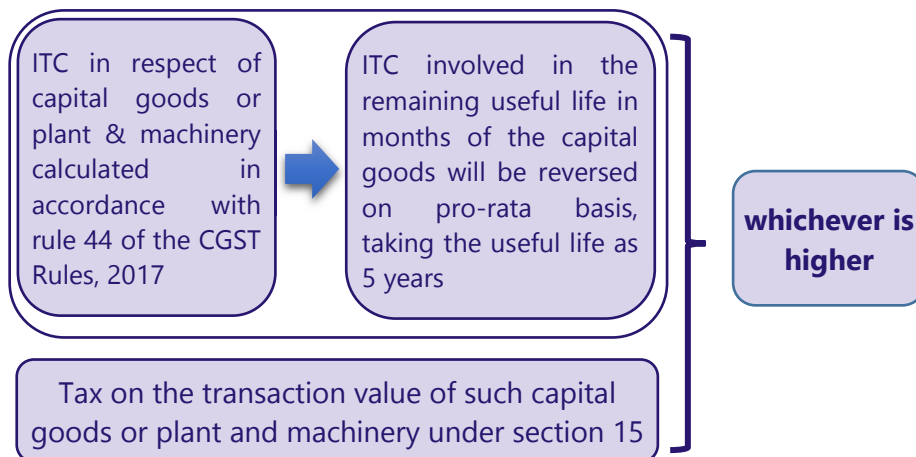 ITC in respect of
capital goods or
plant & machinery
calculated in
accordance with
rule 44 of the CGST
Rules, 2017
ITC involved in the
remaining useful life in
months of the capital
goods will be reversed
on pro-rata basis,
taking the useful life as
5 years
whichever is
higher
Tax on the transaction value of such capital
goods or plant and machinery under section 15